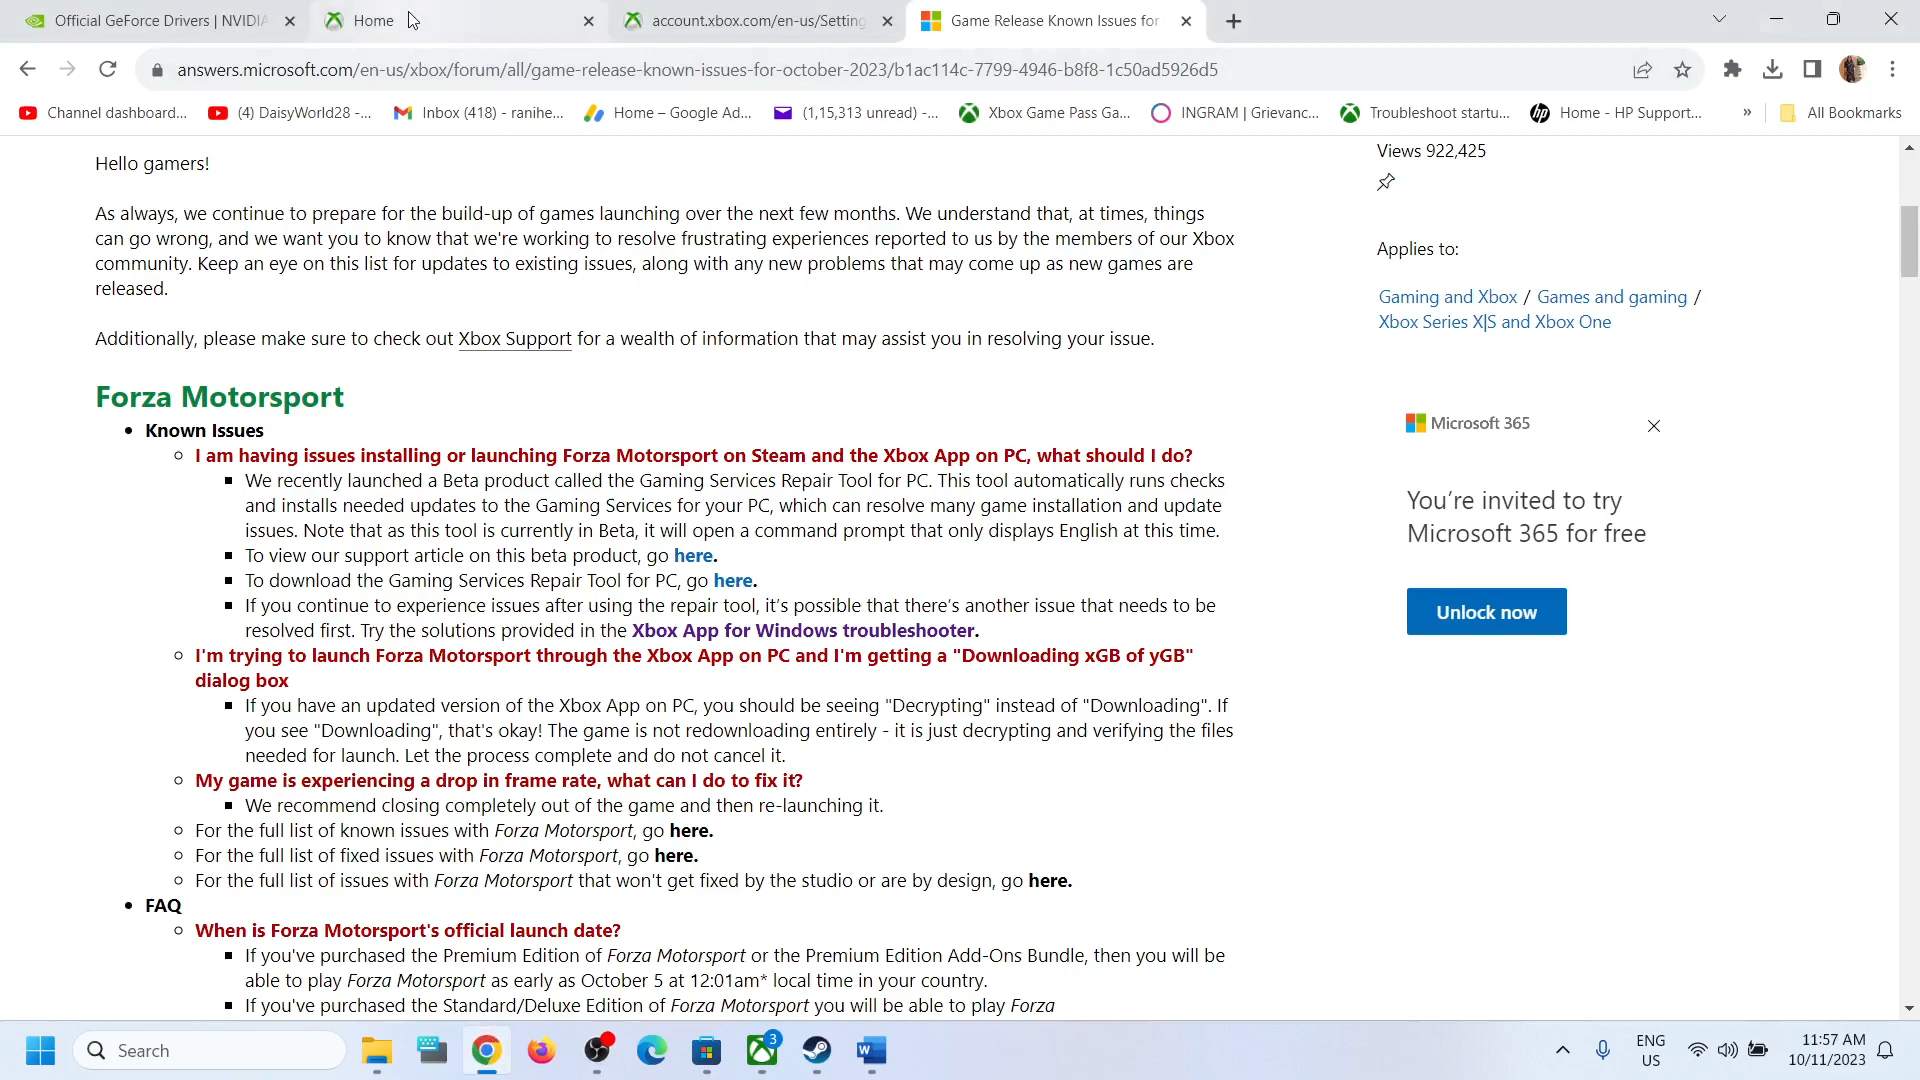 Official GeForce Drivers | NVIDIA
Home
account.xbox.com/en-us/Setting
Game Release Known Issues for
answers.microsoft.com/en-us/xbox/forum/all/game-release-known-issues-for-october-2023/b1ac114c-7799-4946-b8f8-1c50ad5926d5
Channel dashboard...
(4) DaisyWorld28 -...
Inbox (418) - ranihe...
Home – Google Ad...
(1,15,313 unread) -...
Xbox Game Pass Ga...
INGRAM | Grievanc...
Troubleshoot startu...
Home - HP Support...
»
All Bookmarks
Hello gamers!
As always, we continue to prepare for the build-up of games launching over the next few months. We understand that, at times, things
can go wrong, and we want you to know that we're working to resolve frustrating experiences reported to us by the members of our Xbox
community. Keep an eye on this list for updates to existing issues, along with any new problems that may come up as new games are
released.
Additionally, please make sure to check out Xbox Support for a wealth of information that may assist you in resolving your issue.
Forza Motorsport
Known Issues
I am having issues installing or launching Forza Motorsport on Steam and the Xbox App on PC, what should I do?
We recently launched a Beta product called the Gaming Services Repair Tool for PC. This tool automatically runs checks
and installs needed updates to the Gaming Services for your PC, which can resolve many game installation and update
issues. Note that as this tool is currently in Beta, it will open a command prompt that only displays English at this time.
To view our support article on this beta product, go here.
To download the Gaming Services Repair Tool for PC, go here.
If you continue to experience issues after using the repair tool, it's possible that there's another issue that needs to be
resolved first. Try the solutions provided in the Xbox App for Windows troubleshooter.
I'm trying to launch Forza Motorsport through the Xbox App on PC and I'm getting a "Downloading xGB of yGB"
dialog box
If you have an updated version of the Xbox App on PC, you should be seeing "Decrypting" instead of "Downloading". If
you see "Downloading", that's okay! The game is not redownloading entirely - it is just decrypting and verifying the files
needed for launch. Let the process complete and do not cancel it.
My game is experiencing a drop in frame rate, what can I do to fix it?
We recommend closing completely out of the game and then re-launching it.
For the full list of known issues with Forza Motorsport, go here.
For the full list of fixed issues with Forza Motorsport, go here.
For the full list of issues with Forza Motorsport that won't get fixed by the studio or are by design, go here.
FAQ
When is Forza Motorsport's official launch date?
If you've purchased the Premium Edition of Forza Motorsport or the Premium Edition Add-Ons Bundle, then you will be
able to play Forza Motorsport as early as October 5 at 12:01am* local time in your country.
If you've purchased the Standard/Deluxe Edition of Forza Motorsport you will be able to play Forza
Views 922,425
Applies to:
Gaming and Xbox / Games and gaming /
Xbox Series X|S and Xbox One
Microsoft 365
You're invited to try
Microsoft 365 for free
Unlock now
Search
3
W
ENG
US
11:57 AM
10/11/2023